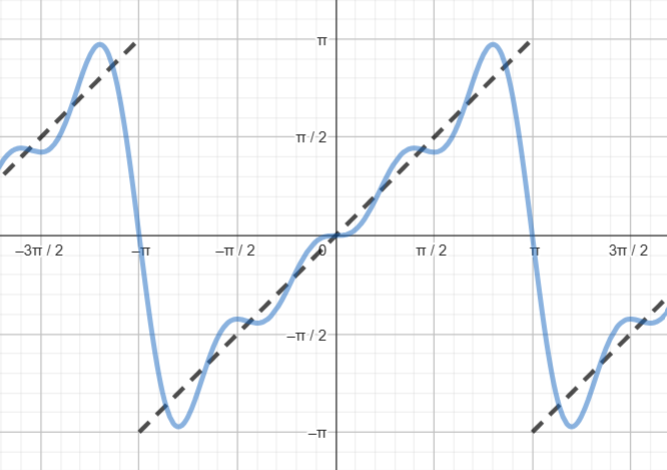 π
π / 2
–3π / 2
–π
–π / 2
0
π / 2
π
3π / 2
–π / 2
–π